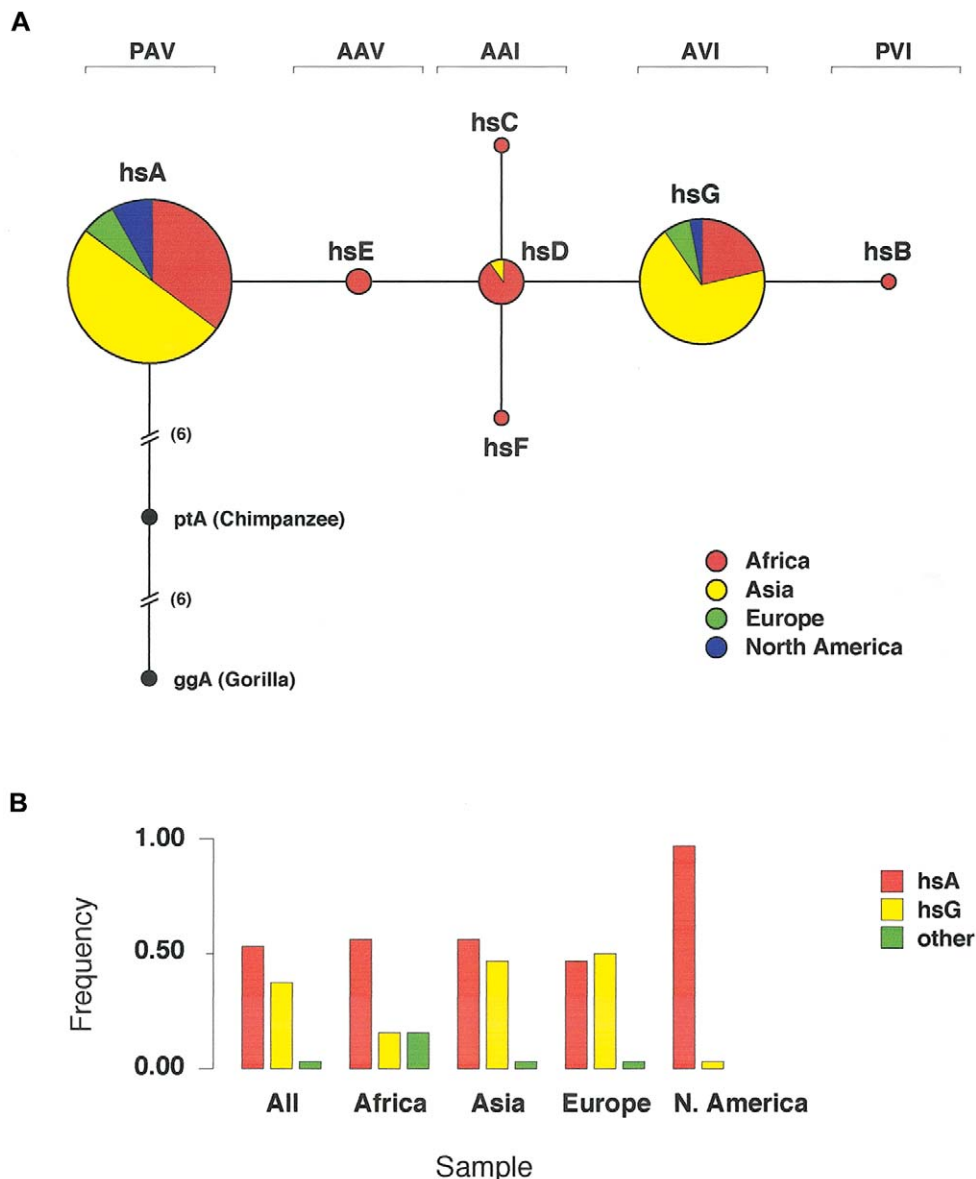 A
PAV AAV AAI AVI PVI
hsC
hsA hsG
hsE hsD hsB
hsF
(6)
ptA (Chimpanzee)
(6)
ggA (Gorilla)
Africa
Asia
Europe
North America
B
1.00
0.50
0.00
Frequency
hsA
hsG
other
All Africa Asia Europe N. America
Sample